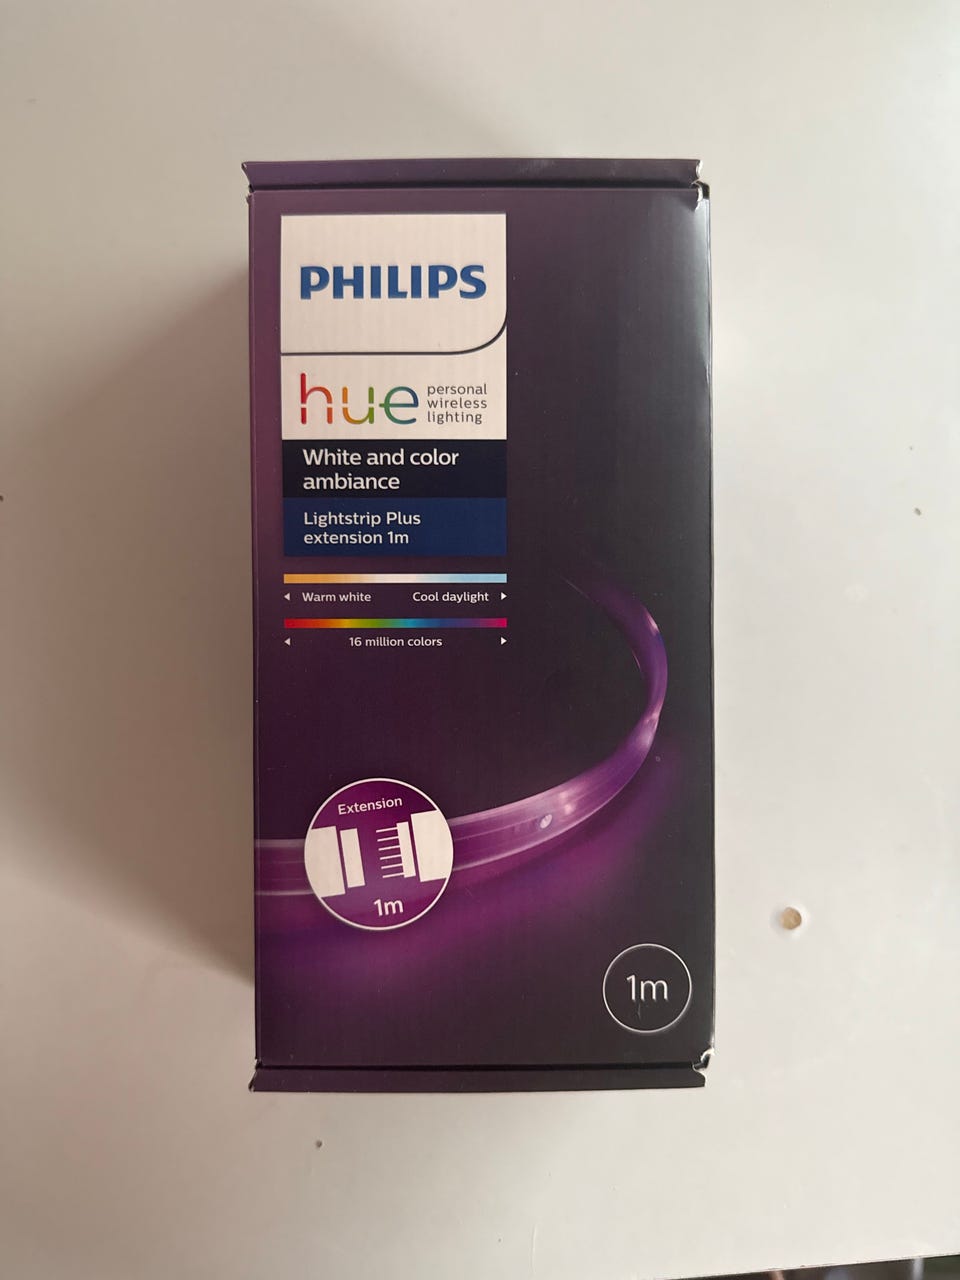 PHILIPS
hue
personal
wireless
lighting
White and color
ambiance
Lightstrip Plus
extension 1m
Warm white
Cool daylight
16 million colors
Extension
1m
1m